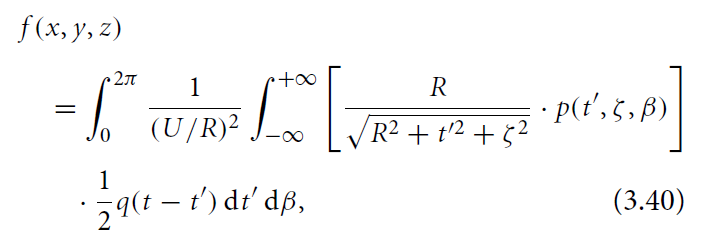 f(x, y, z)
= ∫₀^{2π} 1/(U/R)² ∫_{−∞}^{+∞} [ R/√(R² + t′² + ζ²) · p(t′, ζ, β) ]
· 1/2 q(t − t′) dt′ dβ, (3.40)